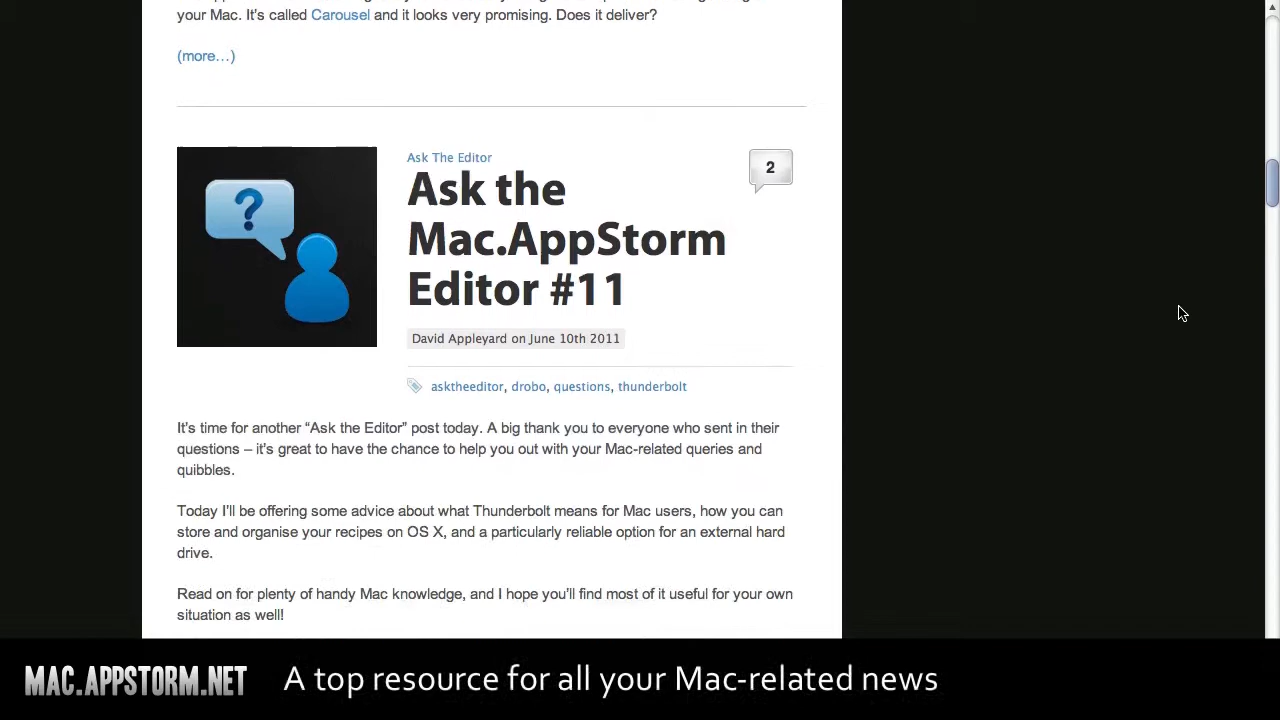 your Mac. It's called Carousel and it looks very promising. Does it deliver?
(more…)
Ask The Editor
2
Ask the
Mac.AppStorm
Editor #11
David Appleyard on June 10th 2011
asktheeditor, drobo, questions, thunderbolt
It's time for another “Ask the Editor” post today. A big thank you to everyone who sent in their
questions – it's great to have the chance to help you out with your Mac-related queries and
quibbles.
Today I'll be offering some advice about what Thunderbolt means for Mac users, how you can
store and organise your recipes on OS X, and a particularly reliable option for an external hard
drive.
Read on for plenty of handy Mac knowledge, and I hope you'll find most of it useful for your own
situation as well!
MAC.APPSTORM.NET
A top resource for all your Mac-related news